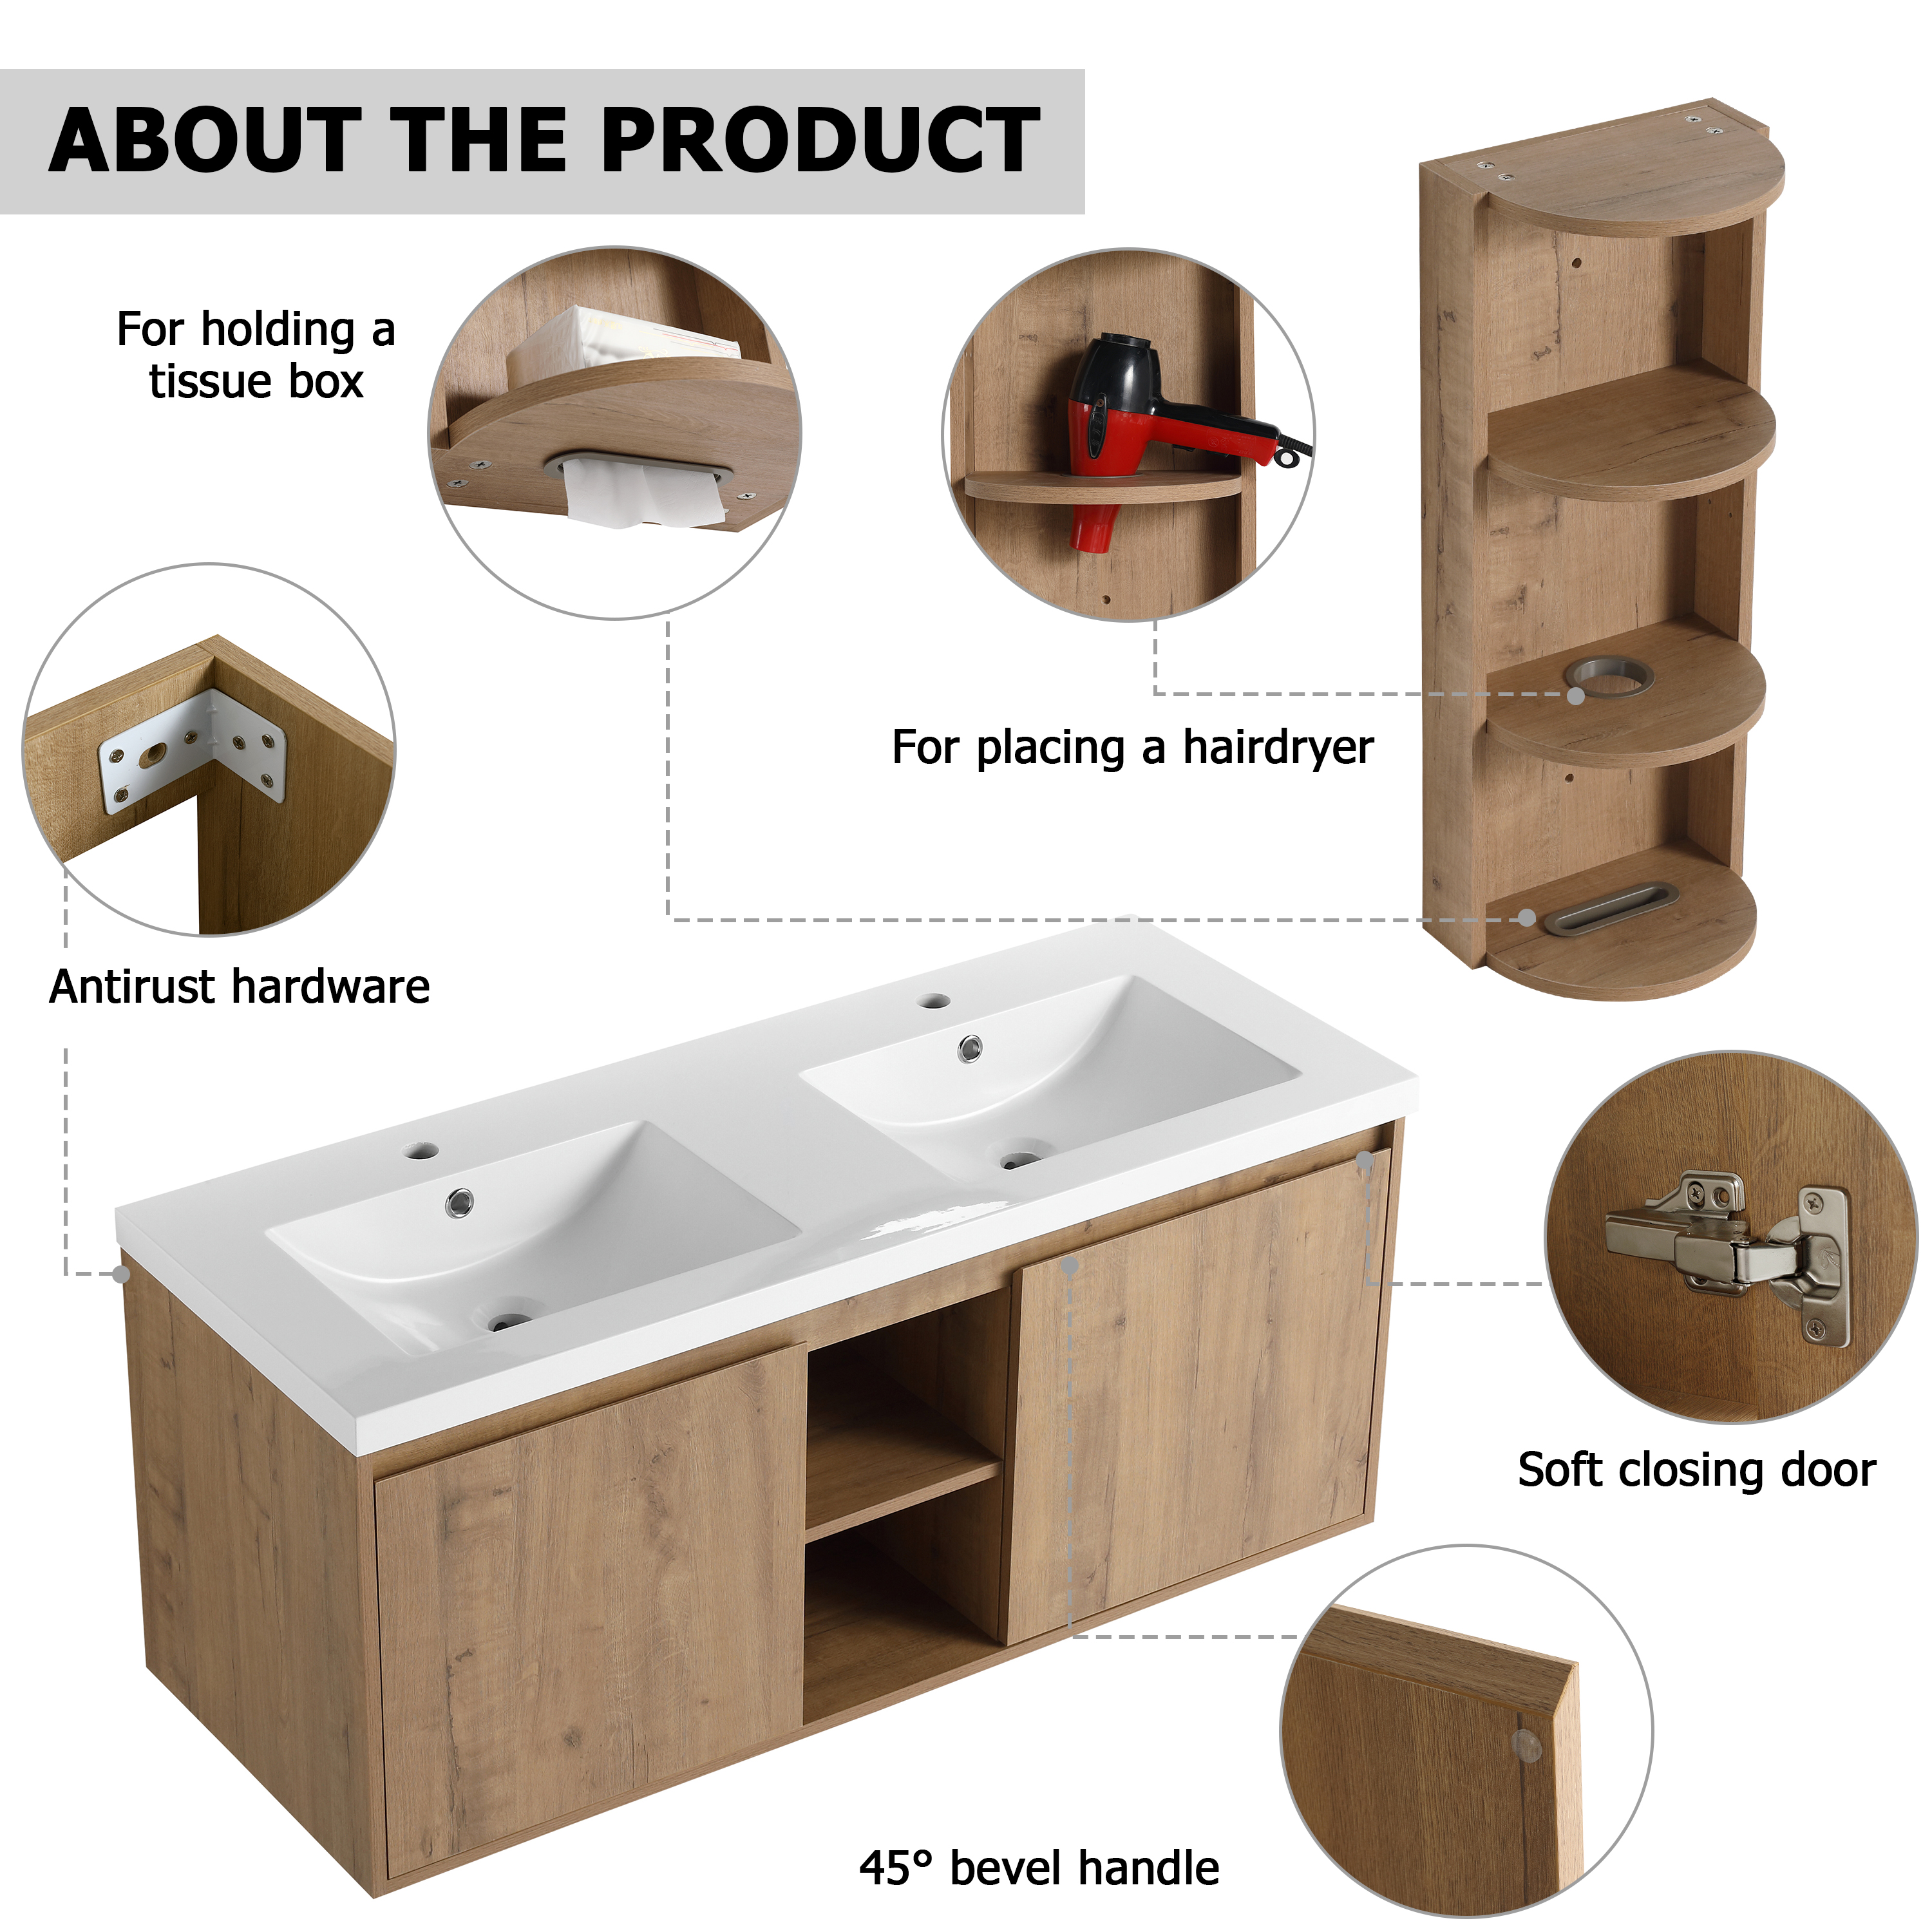 ABOUT THE PRODUCT
For holding a
tissue box
For placing a hairdryer
Antirust hardware
Soft closing door
45° bevel handle